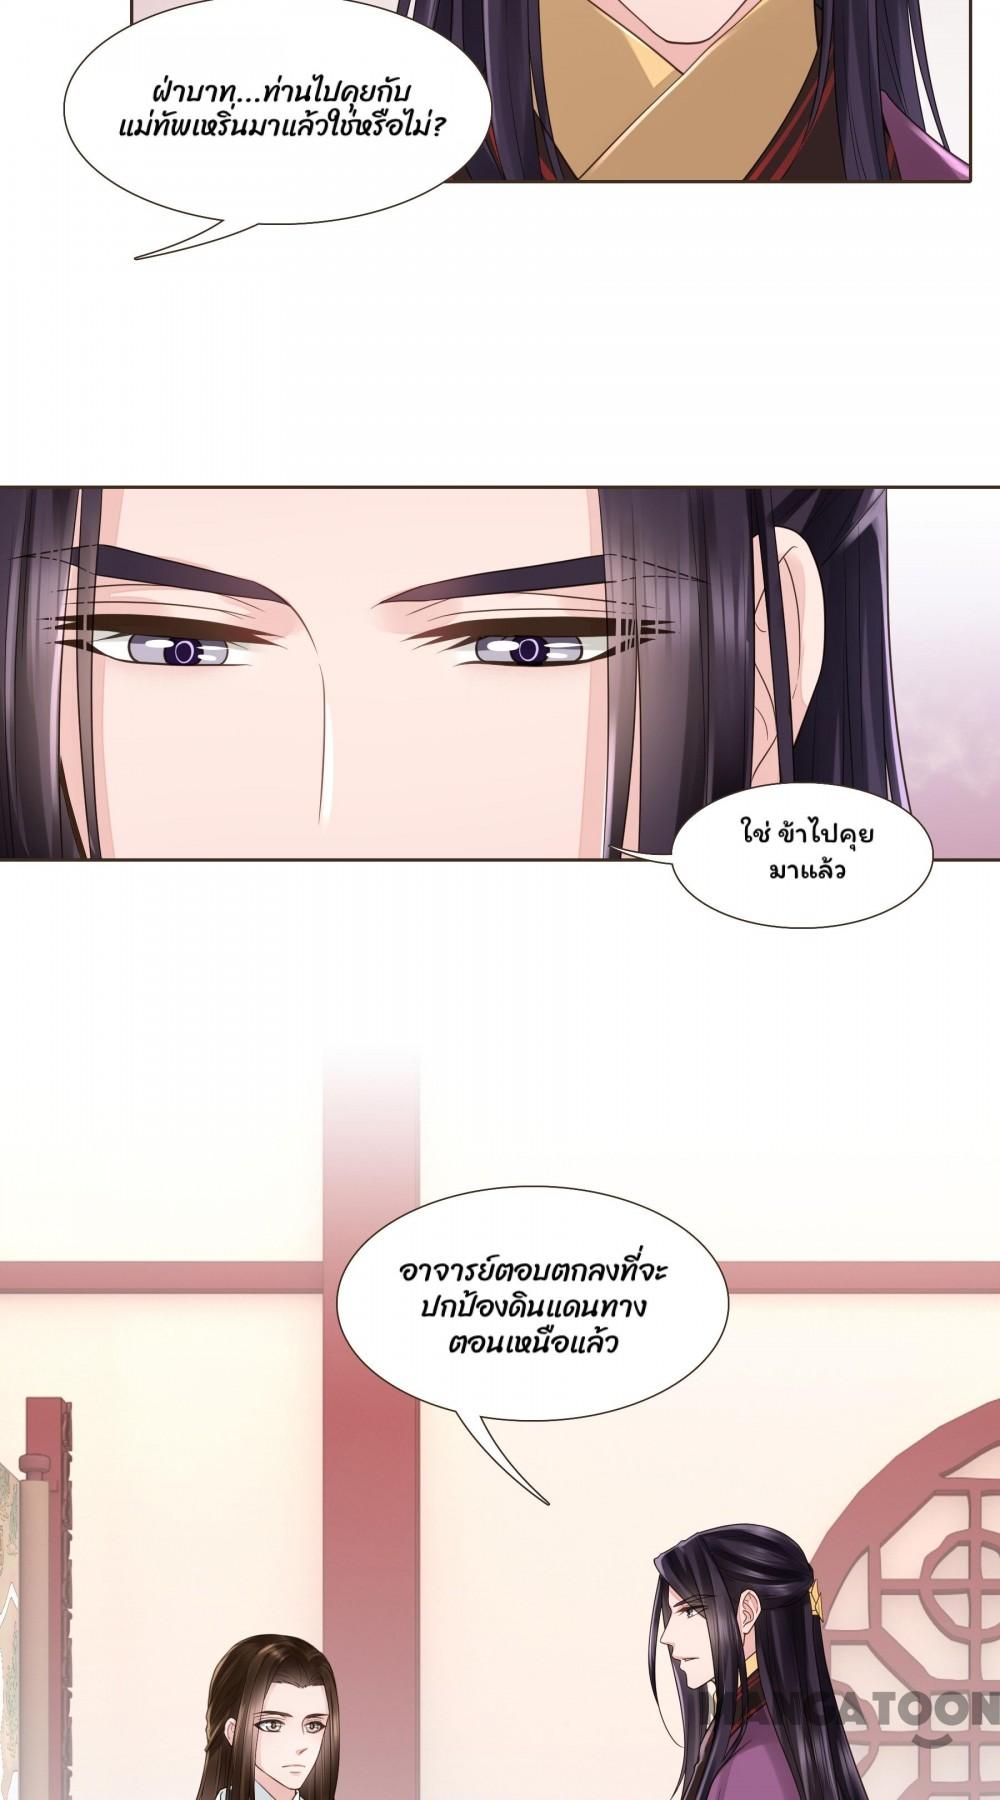 ฝ่าบาท...ท่านไปคุยกับ
แม่ทัพเหรินมาแล้วใช่หรือไม่?
ใช่ ข้าไปคุย
มาแล้ว
อาจารย์ตอบตกลงที่จะ
ปกป้องดินแดนทาง
ตอนเหนือแล้ว
MANGATOON